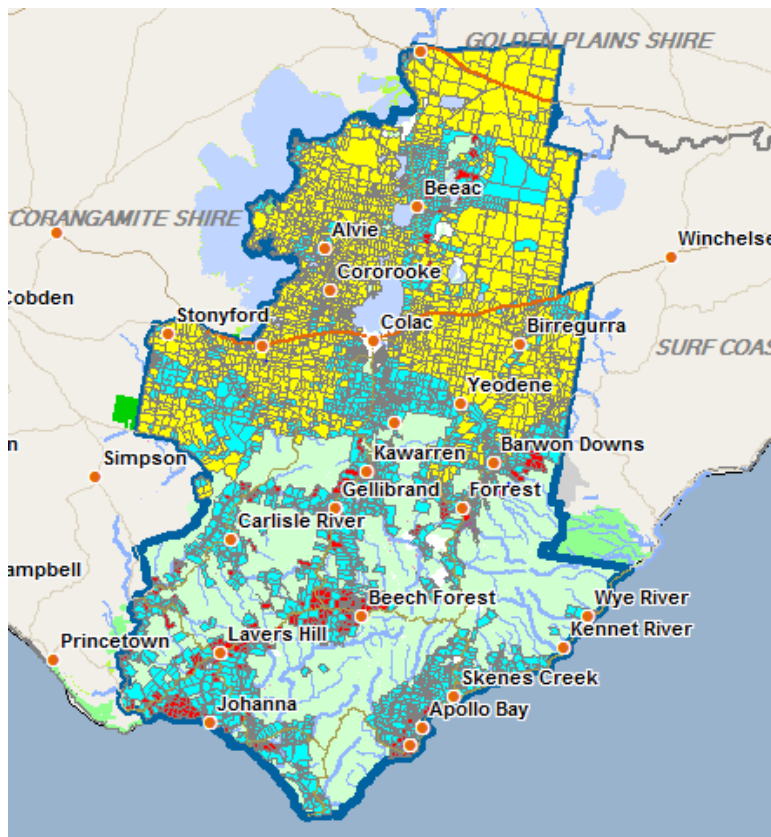 GOLDEN PLAINS SHIRE
Beeac
CORANGAMITE SHIRE
Alvie
Winchelse
Cororooke
Cobden
Stonyford
Colac
Birregurra
SURF COAS
Yeodene
Barwon Downs
n
Kawarren
Simpson
Gellibrand
Forrest
Carlisle River
ampbell
Beech Forest
Wye River
Princetown
Lavers Hill
Kennet River
Skenes Creek
Johanna
Apollo Bay